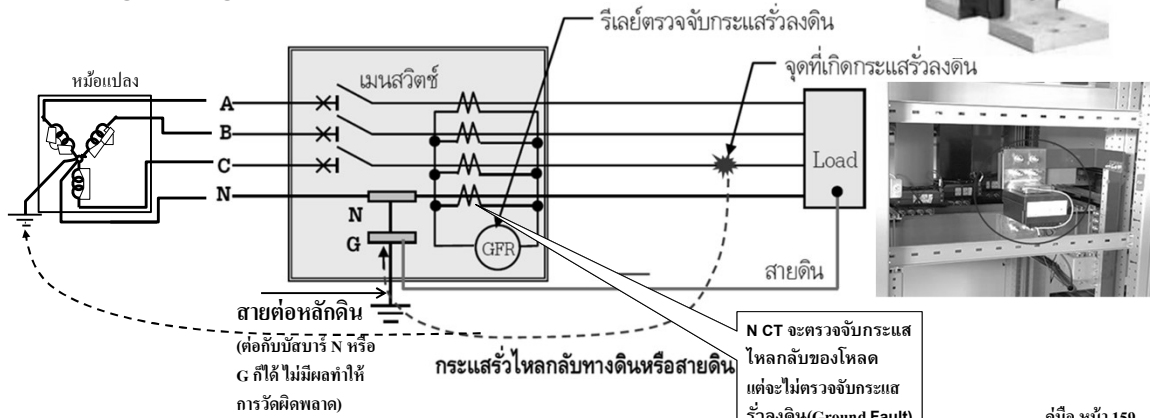 รีเลย์ตรวจจับกระแสรั่วลงดิน
หม้อแปลง
เมนสวิตช์
จุดที่เกิดกระแสรั่วลงดิน
A
B
C
N
Load
N
G
GFR
สายดิน
สายต่อหลักดิน
(ต่อกับบัสบาร์ N หรือ
G ก็ได้ ไม่มีผลทำให้
การวัดผิดพลาด)
กระแสรั่วไหลกลับทางดินหรือสายดิน
N CT จะตรวจจับกระแส
ไหลกลับของโหลด
แต่จะไม่ตรวจจับกระแส
รั่วลงดิน(Ground Fault)
คู่มือ หน้า 159